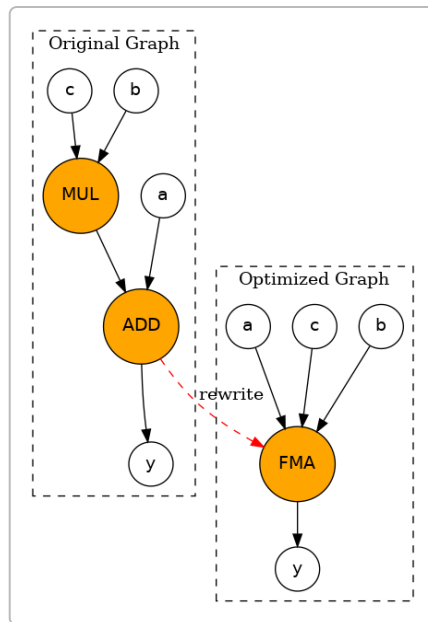 Original Graph
c
b
MUL
a
ADD
y
rewrite
Optimized Graph
a
c
b
FMA
y